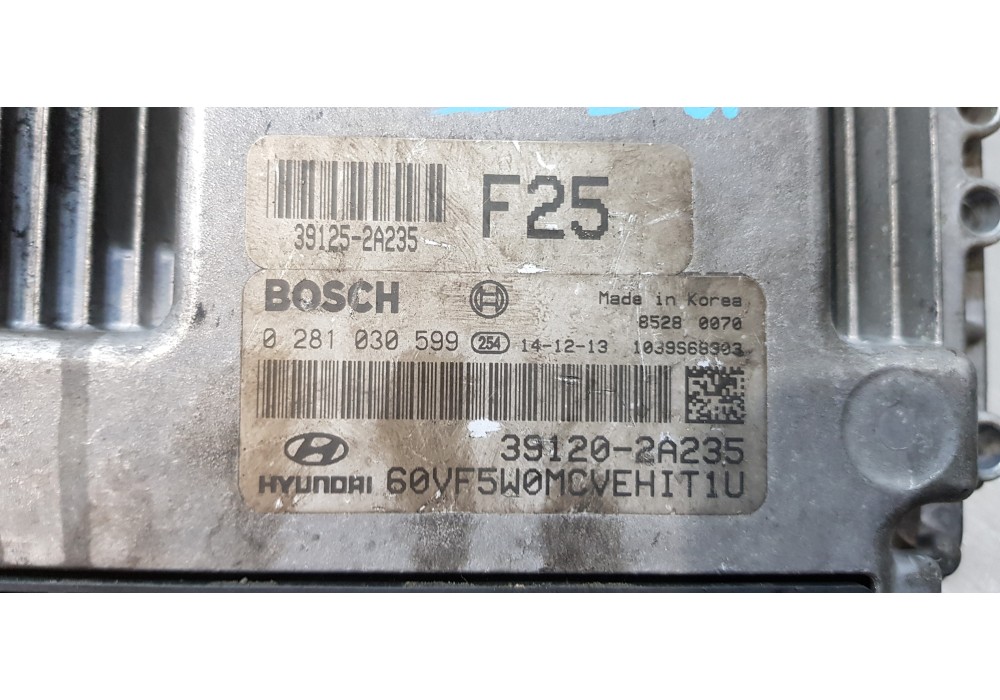 F25
39125-2A235
BOSCH
Made in Korea
8528 0070
0 281 030 599 254 14-12-13 1039S69303
39120-2A235
HYUNDAI 60VF5W0MCVEHIT1U